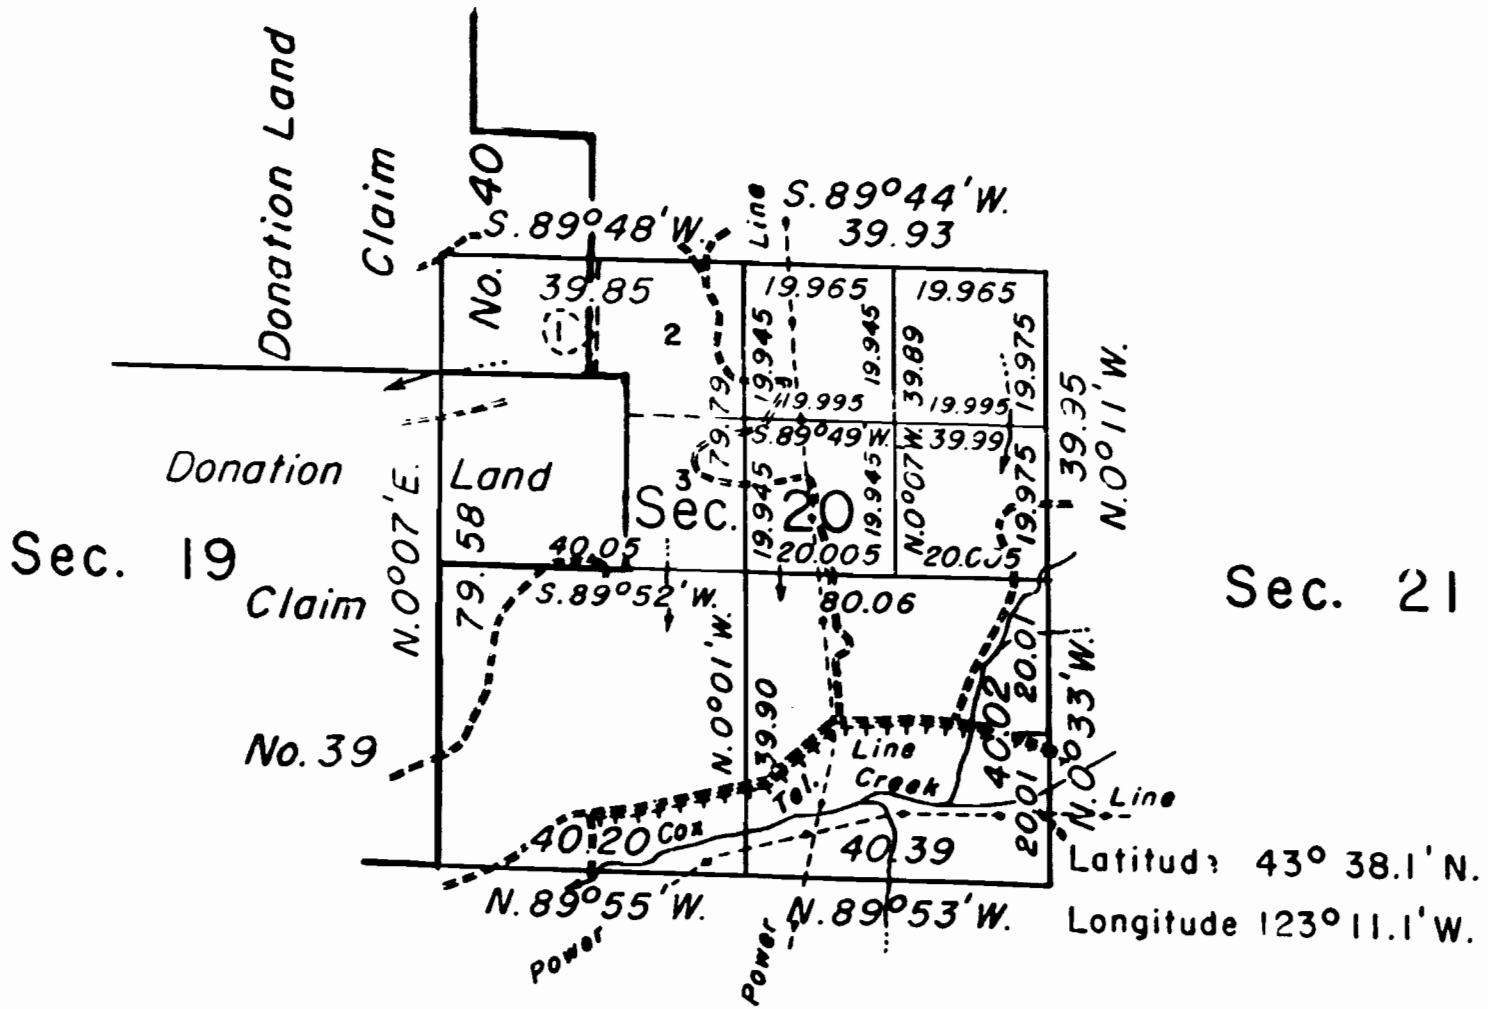 Donation Land
Claim
No. 40
S. 89° 48' W.
39.85
Line
S. 89° 44' W.
39.93
1
2
19.965
19.965
19.945
19.945
39.89
19.975
39.95
N. 0° 11' W.
79.79
19.995
19.995
S. 89° 49' W.
39.99
Donation Land
Claim
No. 39
N. 0° 07' E.
79.58
3
Sec. 20
19.945
19.945
N. 0° 07' W.
19.975
Sec. 19
40.05
20.005
20.005
S. 89° 52' W.
80.06
Sec. 21
N. 0° 01' W.
39.90
20.01
40.02
N. 0° 33' W.
Tel. Line
Cox Creek
20.01
Line
40.20
40.39
Latitude 43° 38.1' N.
N. 89° 55' W.
N. 89° 53' W.
Longitude 123° 11.1' W.
Power
Power